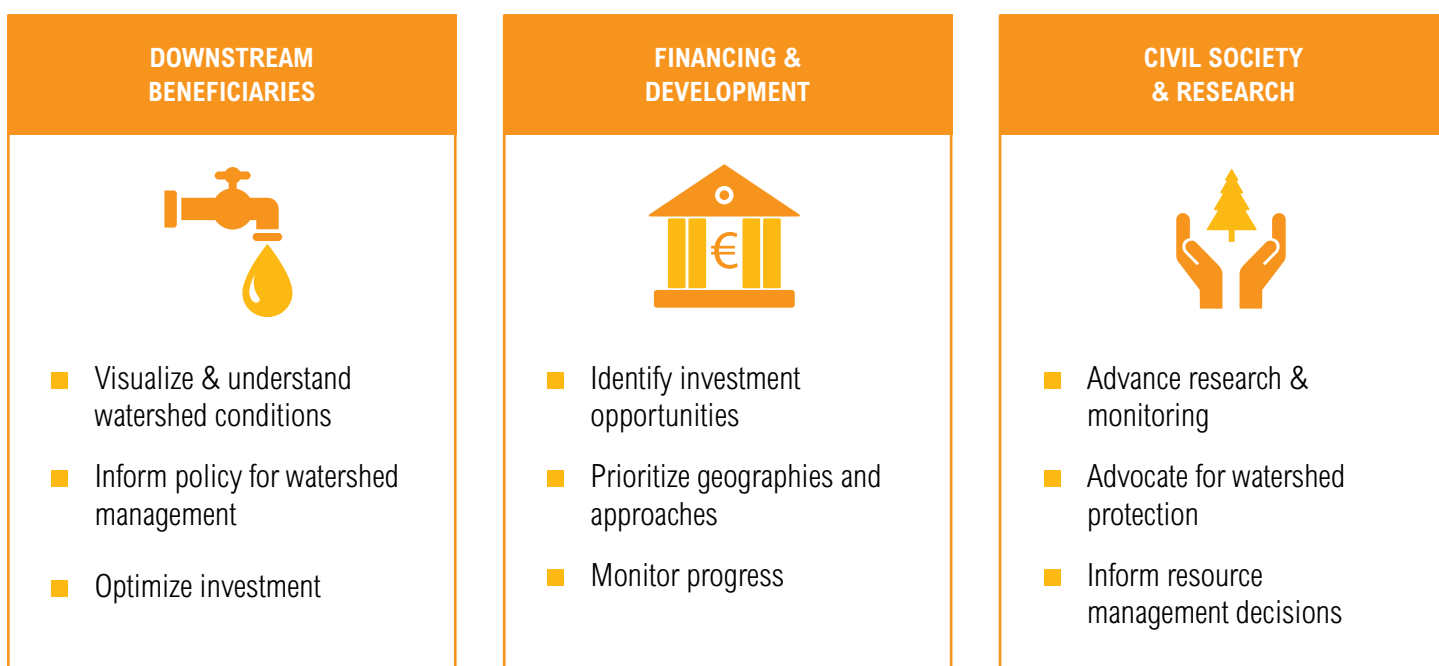 DOWNSTREAM
BENEFICIARIES
Visualize & understand
watershed conditions
Inform policy for watershed
management
Optimize investment
FINANCING &
DEVELOPMENT
€
Identify investment
opportunities
Prioritize geographies and
approaches
Monitor progress
CIVIL SOCIETY
& RESEARCH
Advance research &
monitoring
Advocate for watershed
protection
Inform resource
management decisions